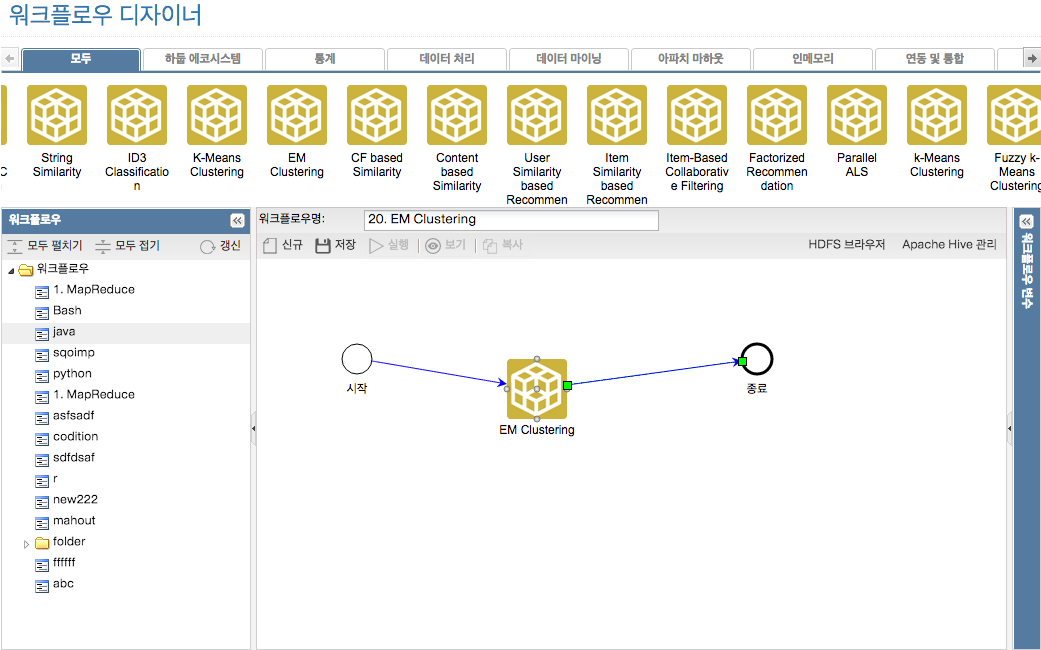 워크플로우 디자이너
모두
하둡 에코시스템
통계
데이터 처리
데이터 마이닝
아파치 마하웃
인메모리
연동 및 통합
String
Similarity
ID3
Classificatio
n
K-Means
Clustering
EM
Clustering
CF based
Similarity
Content
based
Similarity
User
Similarity
based
Recommen
Item
Similarity
based
Recommen
Item-Based
Collaborativ
e Filtering
Factorized
Recommen
dation
Parallel
ALS
k-Means
Clustering
Fuzzy k-
Means
Clustering
워크플로우
모두 펼치기
모두 접기
갱신
워크플로우
1. MapReduce
Bash
java
sqoimp
python
1. MapReduce
asfsadf
codition
sdfdsaf
r
new222
mahout
folder
ffffff
abc
워크플로우명:
20. EM Clustering
신규
저장
실행
보기
복사
HDFS 브라우저
Apache Hive 관리
시작
EM Clustering
종료
워크플로우 변수